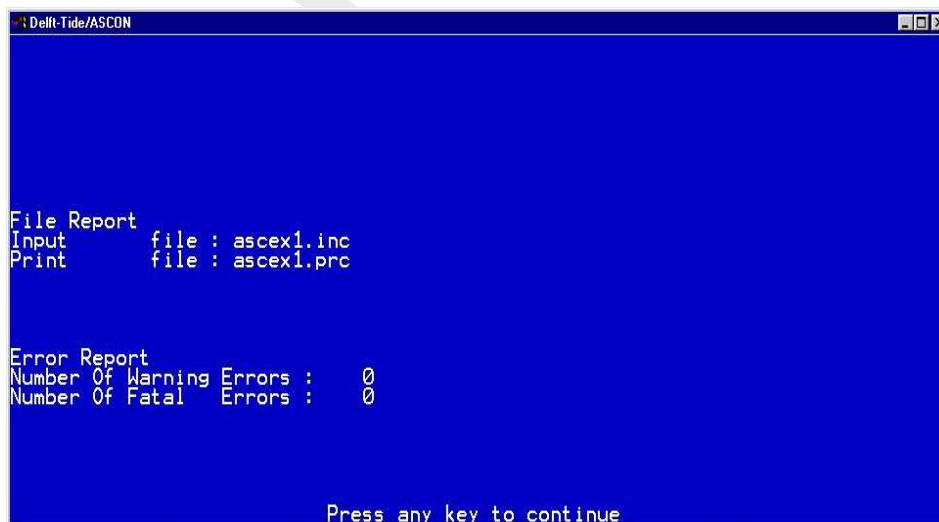 Delft-Tide/ASCON
File Report
Input file : ascex1.inc
Print file : ascex1.prc
Error Report
Number Of Warning Errors : 0
Number Of Fatal Errors : 0
Press any key to continue